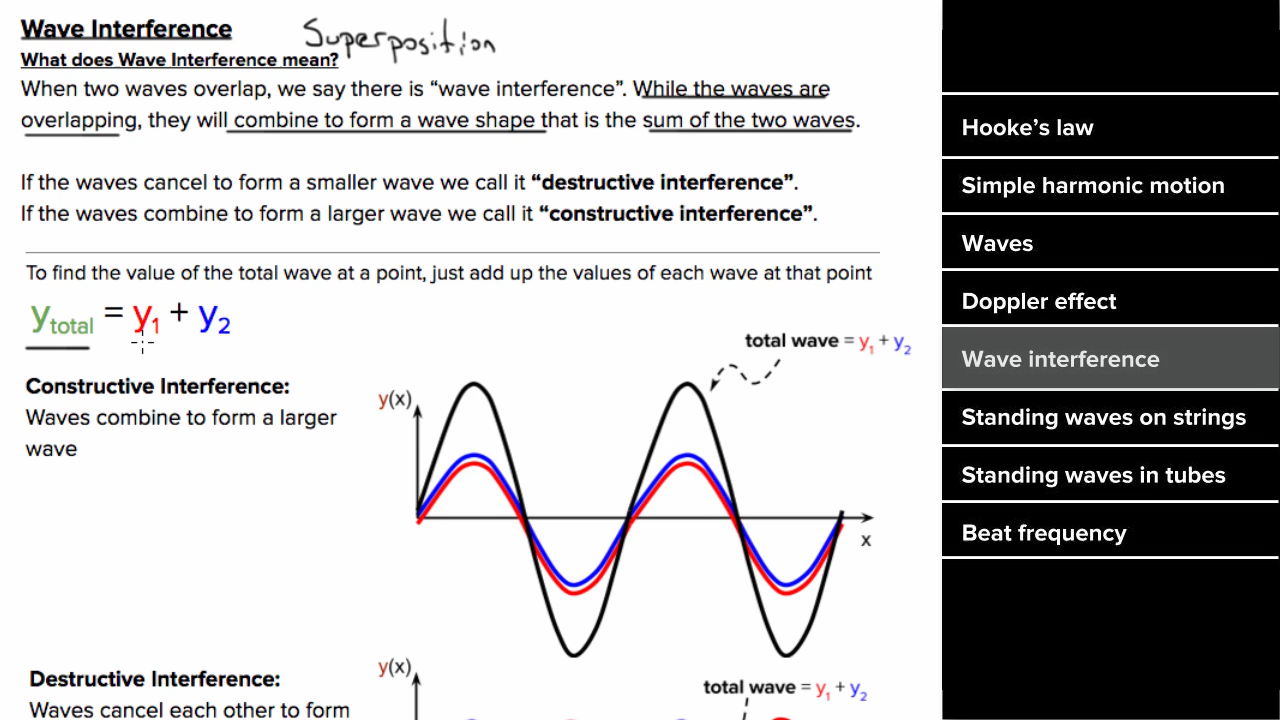 Wave Interference
Superposition
What does Wave Interference mean?
When two waves overlap, we say there is “wave interference”. While the waves are
overlapping, they will combine to form a wave shape that is the sum of the two waves.
If the waves cancel to form a smaller wave we call it “destructive interference”.
If the waves combine to form a larger wave we call it “constructive interference”.
To find the value of the total wave at a point, just add up the values of each wave at that point
y_total = y₁ + y₂
total wave = y₁ + y₂
Constructive Interference:
Waves combine to form a larger
wave
y(x)
x
Destructive Interference:
Waves cancel each other to form
y(x)
total wave = y₁ + y₂
Hooke’s law
Simple harmonic motion
Waves
Doppler effect
Wave interference
Standing waves on strings
Standing waves in tubes
Beat frequency